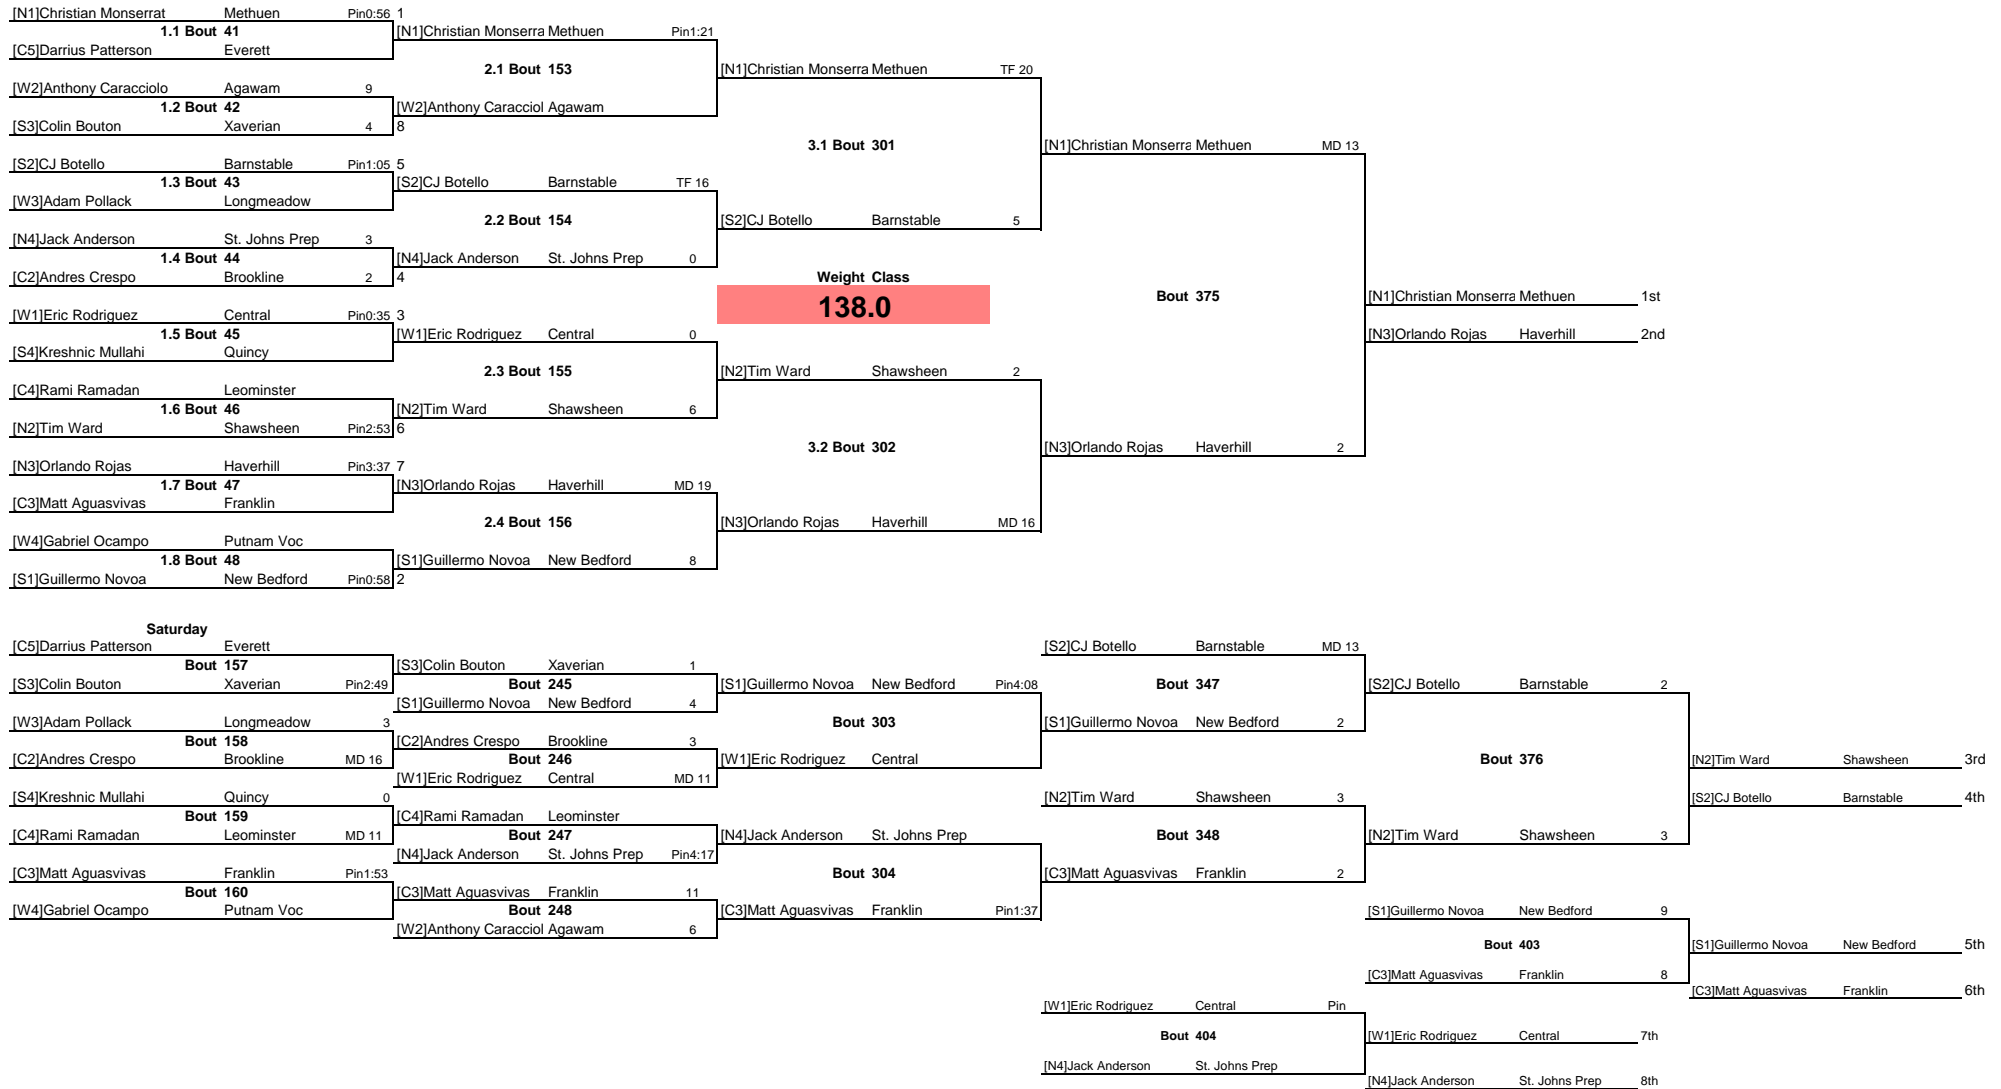 [N1]Christian Monserrat Methuen Pin0:56 1
1.1 Bout 41
[C5]Darrius Patterson Everett
[W2]Anthony Caracciolo Agawam 9
1.2 Bout 42
[S3]Colin Bouton Xaverian 4 8
[S2]CJ Botello Barnstable Pin1:05 5
1.3 Bout 43
[W3]Adam Pollack Longmeadow
[N4]Jack Anderson St. Johns Prep 3
1.4 Bout 44
[C2]Andres Crespo Brookline 2 4
[W1]Eric Rodriguez Central Pin0:35 3
1.5 Bout 45
[S4]Kreshnic Mullahi Quincy
[C4]Rami Ramadan Leominster
1.6 Bout 46
[N2]Tim Ward Shawsheen Pin2:53 6
[N3]Orlando Rojas Haverhill Pin3:37 7
1.7 Bout 47
[C3]Matt Aguasvivas Franklin
[W4]Gabriel Ocampo Putnam Voc
1.8 Bout 48
[S1]Guillermo Novoa New Bedford Pin0:58 2
[N1]Christian Monserra Methuen Pin1:21
2.1 Bout 153
[W2]Anthony Caracciol Agawam
[S2]CJ Botello Barnstable TF 16
2.2 Bout 154
[N4]Jack Anderson St. Johns Prep 0
[W1]Eric Rodriguez Central 0
2.3 Bout 155
[N2]Tim Ward Shawsheen 6
[N3]Orlando Rojas Haverhill MD 19
2.4 Bout 156
[S1]Guillermo Novoa New Bedford 8
[N1]Christian Monserra Methuen TF 20
3.1 Bout 301
[S2]CJ Botello Barnstable 5
Weight Class
138.0
[N2]Tim Ward Shawsheen 2
3.2 Bout 302
[N3]Orlando Rojas Haverhill MD 16
[N1]Christian Monserra Methuen MD 13
Bout 375
[N3]Orlando Rojas Haverhill 2
[N1]Christian Monserra Methuen 1st
[N3]Orlando Rojas Haverhill 2nd
Saturday
[C5]Darrius Patterson Everett
Bout 157
[S3]Colin Bouton Xaverian Pin2:49
[W3]Adam Pollack Longmeadow 3
Bout 158
[C2]Andres Crespo Brookline MD 16
[S4]Kreshnic Mullahi Quincy 0
Bout 159
[C4]Rami Ramadan Leominster MD 11
[C3]Matt Aguasvivas Franklin Pin1:53
Bout 160
[W4]Gabriel Ocampo Putnam Voc
[S3]Colin Bouton Xaverian 1
Bout 245
[S1]Guillermo Novoa New Bedford 4
[C2]Andres Crespo Brookline 3
Bout 246
[W1]Eric Rodriguez Central MD 11
[C4]Rami Ramadan Leominster
Bout 247
[N4]Jack Anderson St. Johns Prep Pin4:17
[C3]Matt Aguasvivas Franklin 11
Bout 248
[W2]Anthony Caracciol Agawam 6
[S1]Guillermo Novoa New Bedford Pin4:08
Bout 303
[W1]Eric Rodriguez Central
[N4]Jack Anderson St. Johns Prep
Bout 304
[C3]Matt Aguasvivas Franklin Pin1:37
[S2]CJ Botello Barnstable MD 13
Bout 347
[S1]Guillermo Novoa New Bedford 2
[N2]Tim Ward Shawsheen 3
Bout 348
[C3]Matt Aguasvivas Franklin 2
[S2]CJ Botello Barnstable 2
Bout 376
[N2]Tim Ward Shawsheen 3
[N2]Tim Ward Shawsheen 3rd
[S2]CJ Botello Barnstable 4th
[S1]Guillermo Novoa New Bedford 9
Bout 403
[C3]Matt Aguasvivas Franklin 8
[S1]Guillermo Novoa New Bedford 5th
[C3]Matt Aguasvivas Franklin 6th
[W1]Eric Rodriguez Central Pin
Bout 404
[N4]Jack Anderson St. Johns Prep
[W1]Eric Rodriguez Central 7th
[N4]Jack Anderson St. Johns Prep 8th